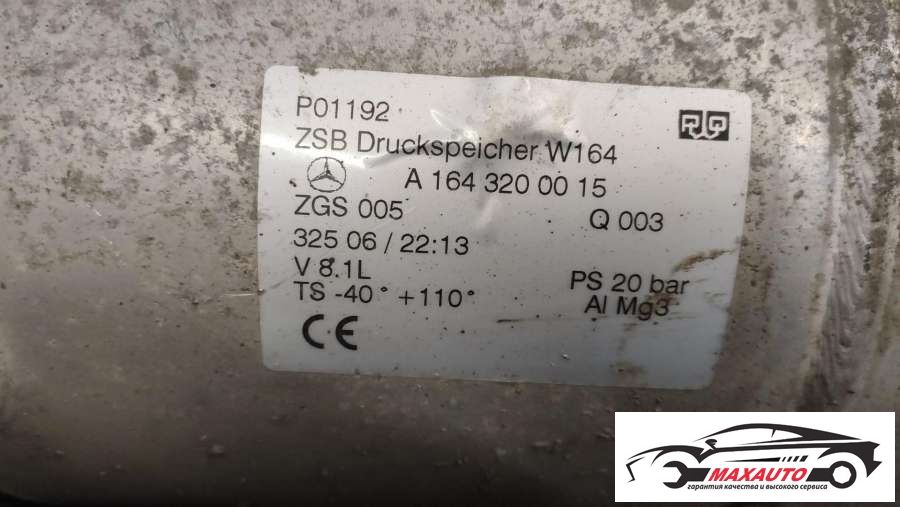 P01192
ZSB Druckspeicher W164
A 164 320 00 15
ZGS 005 Q 003
325 06 / 22:13
V 8.1L
TS -40° +110° PS 20 bar
Al Mg3
CE
MAXAUTO
гарантия качества и высокого сервиса